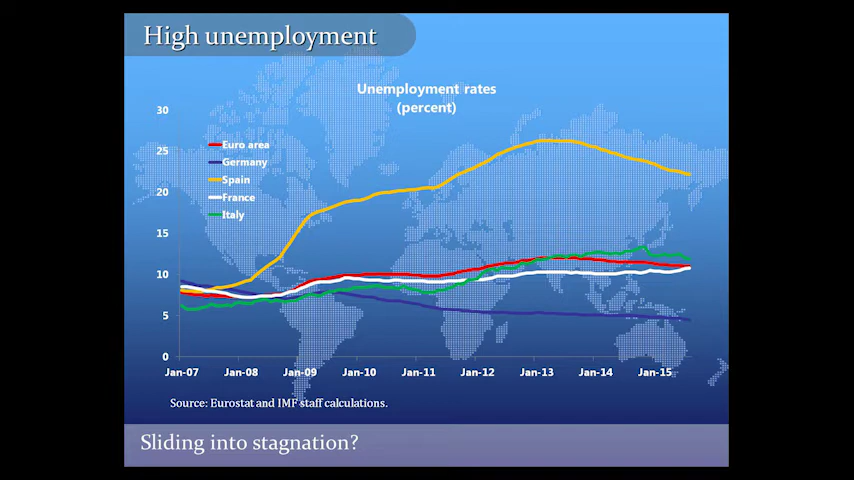 High unemployment
Unemployment rates
(percent)
30
25
20
15
10
5
0
Euro area
Germany
Spain
France
Italy
Jan-07 Jan-08 Jan-09 Jan-10 Jan-11 Jan-12 Jan-13 Jan-14 Jan-15
Source: Eurostat and IMF staff calculations.
Sliding into stagnation?